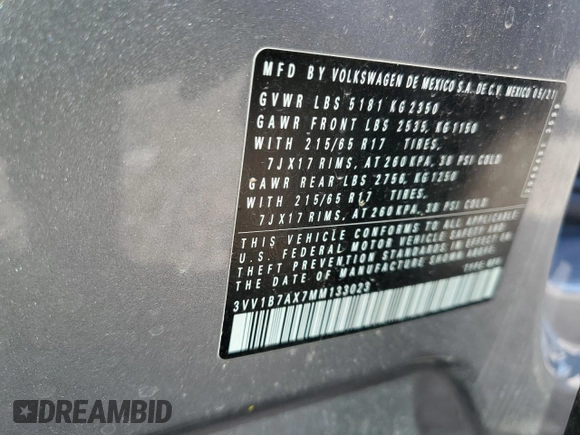 MFD BY VOLKSWAGEN DE MEXICO S.A. DE C.V. MEXICO 05/21
GVWR LBS 5181 KG 2350
GAWR FRONT LBS 2535, KG 1150
WITH 215/65 R17 TIRES,
7JX17 RIMS, AT 260 KPA, 38 PSI COLD
GAWR REAR LBS 2756, KG 1250
WITH 215/65 R17 TIRES,
7JX17 RIMS, AT 260 KPA, 38 PSI COLD
THIS VEHICLE CONFORMS TO ALL APPLICABLE
U.S. FEDERAL MOTOR VEHICLE SAFETY AND
THEFT PREVENTION STANDARDS IN EFFECT ON
THE DATE OF MANUFACTURE SHOWN ABOVE.
3VV1B7AX7MM133023
DREAMBID